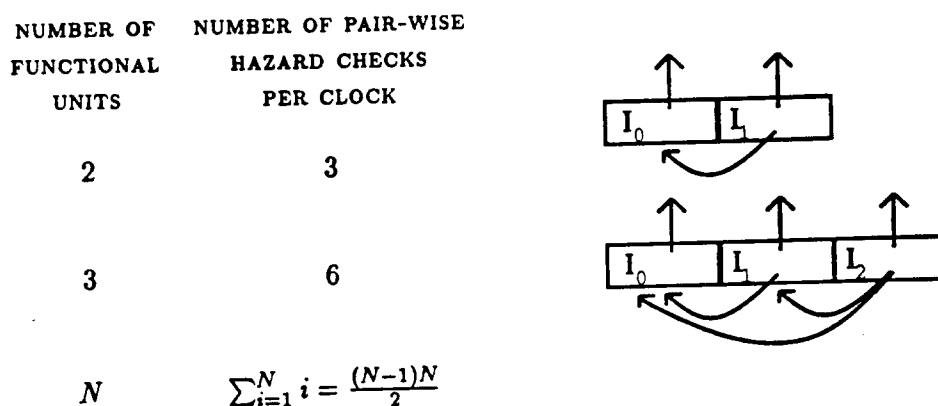 NUMBER OF NUMBER OF PAIR-WISE
FUNCTIONAL HAZARD CHECKS
UNITS PER CLOCK
I₀ I₁
2 3
I₀ I₁ I₂
3 6
N ∑_{i=1}^{N} i = \frac{(N-1)N}{2}